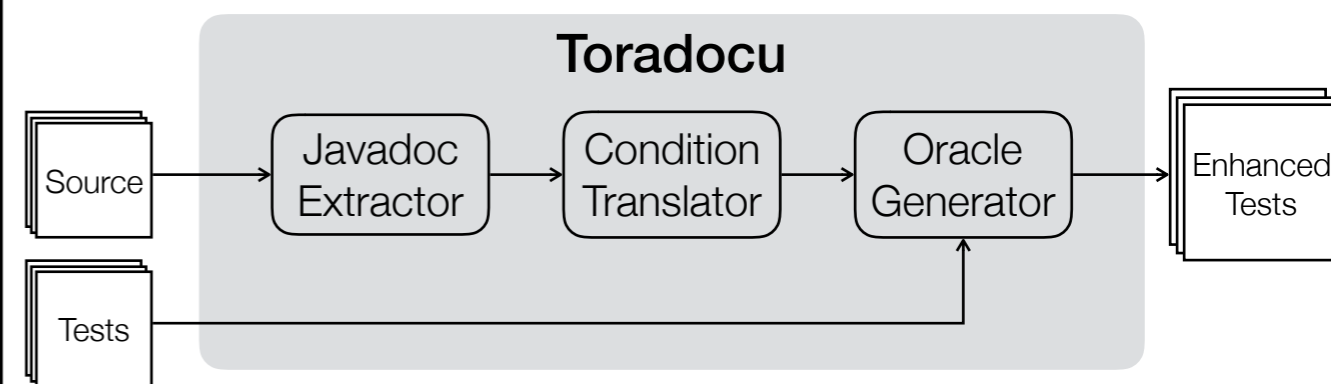 Toradocu
Source
Javadoc
Extractor
Condition
Translator
Oracle
Generator
Enhanced
Tests
Tests